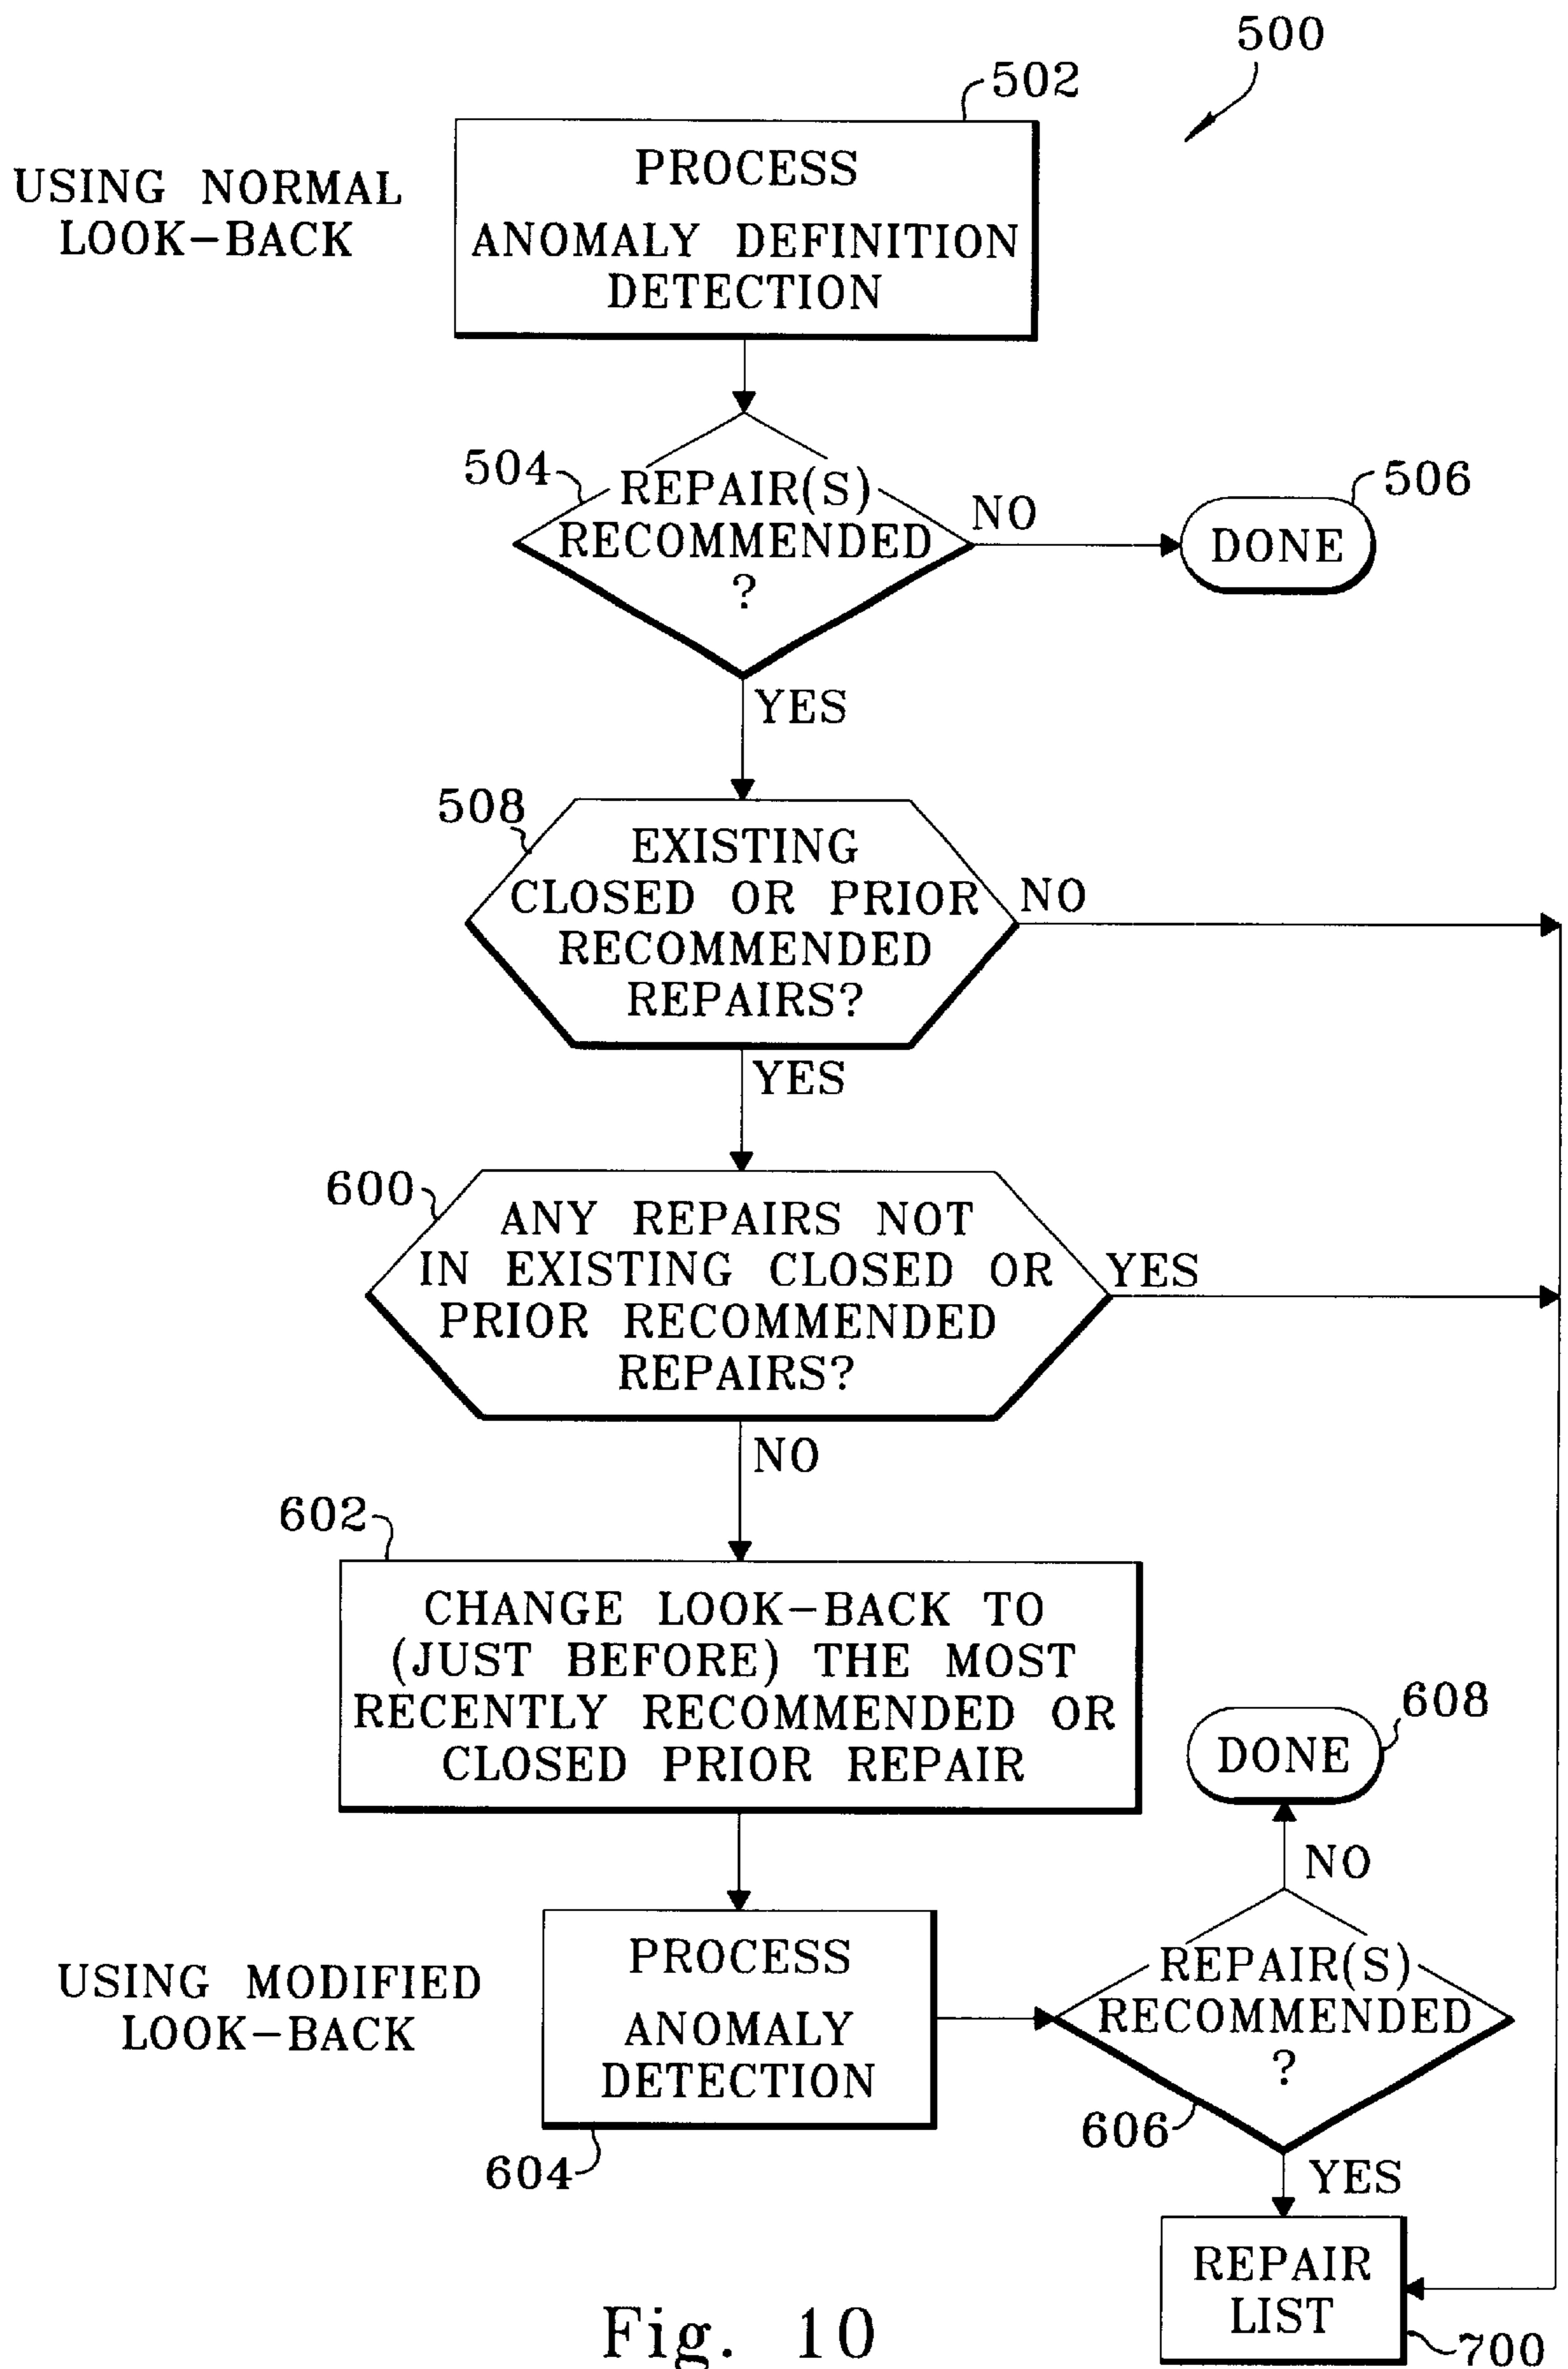 500
502
USING NORMAL
LOOK-BACK
PROCESS
ANOMALY DEFINITION
DETECTION
504
REPAIR(S)
RECOMMENDED
?
NO
506
DONE
YES
508
EXISTING
CLOSED OR PRIOR
RECOMMENDED
REPAIRS?
NO
YES
600
ANY REPAIRS NOT
IN EXISTING CLOSED OR
PRIOR RECOMMENDED
REPAIRS?
YES
NO
602
CHANGE LOOK-BACK TO
(JUST BEFORE) THE MOST
RECENTLY RECOMMENDED OR
CLOSED PRIOR REPAIR
608
DONE
NO
USING MODIFIED
LOOK-BACK
PROCESS
ANOMALY
DETECTION
604
REPAIR(S)
RECOMMENDED
?
606
YES
REPAIR
LIST
700
Fig. 10